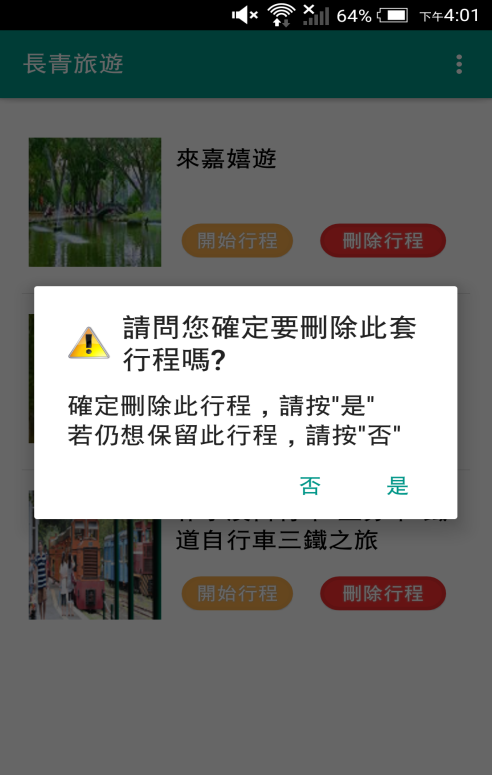 64% 下午4:01
長青旅遊
來嘉嬉遊
開始行程 刪除行程
請問您確定要刪除此套
行程嗎?
確定刪除此行程，請按"是"
若仍想保留此行程，請按"否"
否 是
道自行車三鐵之旅
開始行程 刪除行程